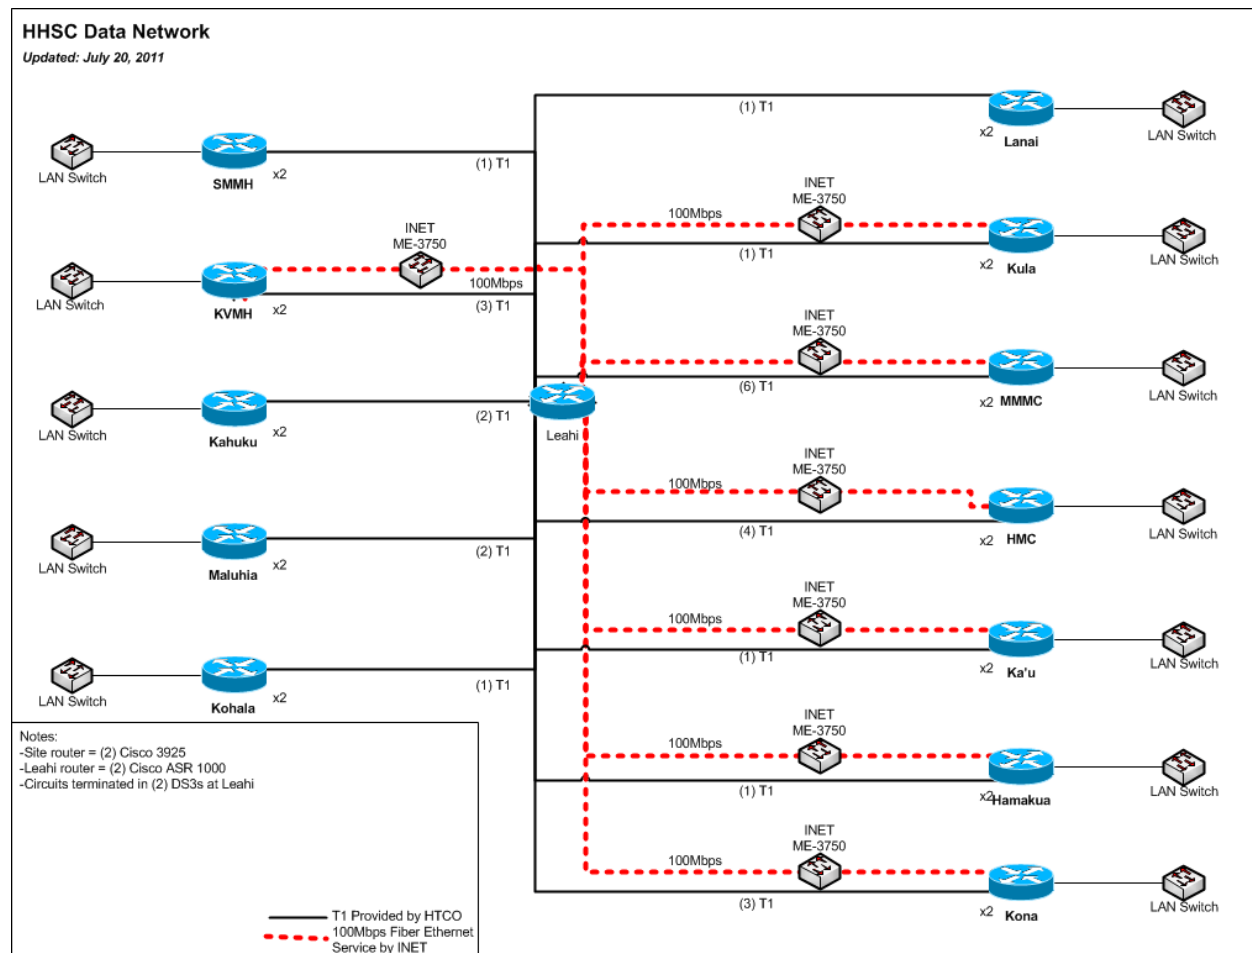 HHSC Data Network
Updated: July 20, 2011
(1) T1
x2
Lanai
LAN Switch
LAN Switch
SMMH
x2
(1) T1
INET
ME-3750
100Mbps
(1) T1
x2
Kula
LAN Switch
INET
ME-3750
100Mbps
(3) T1
LAN Switch
KVMH
x2
INET
ME-3750
(6) T1
x2
MMMC
LAN Switch
LAN Switch
Kahuku
x2
(2) T1
Leahi
INET
ME-3750
100Mbps
(4) T1
x2
HMC
LAN Switch
LAN Switch
Maluhia
x2
(2) T1
INET
ME-3750
100Mbps
(1) T1
x2
Ka'u
LAN Switch
LAN Switch
Kohala
x2
(1) T1
INET
ME-3750
100Mbps
(1) T1
x2
Hamakua
LAN Switch
INET
ME-3750
100Mbps
(3) T1
x2
Kona
LAN Switch
Notes:
-Site router = (2) Cisco 3925
-Leahi router = (2) Cisco ASR 1000
-Circuits terminated in (2) DS3s at Leahi
T1 Provided by HTCO
100Mbps Fiber Ethernet
Service by INET